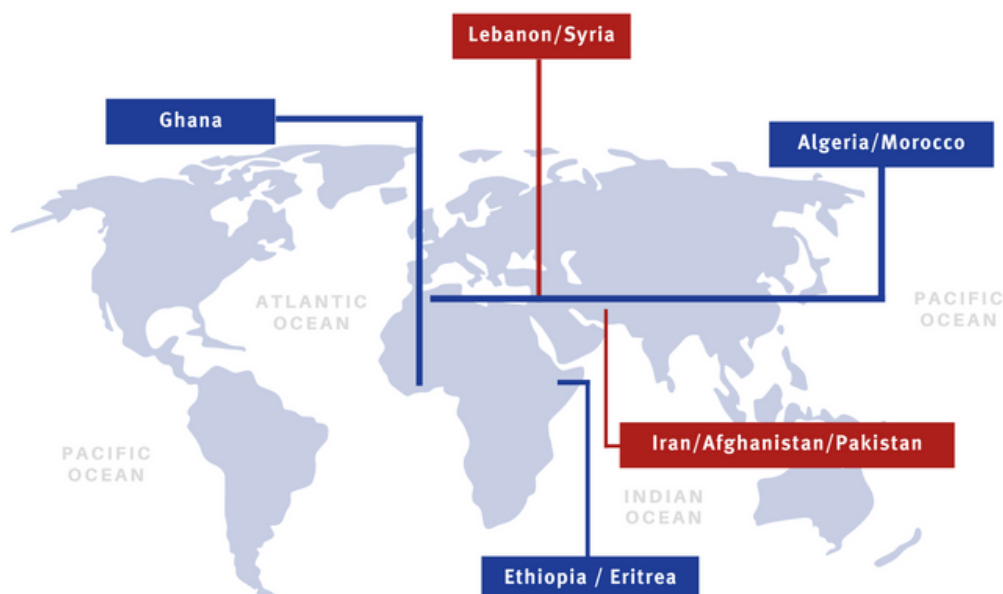 Lebanon/Syria
Ghana
Algeria/Morocco
ATLANTIC
OCEAN
PACIFIC
OCEAN
Iran/Afghanistan/Pakistan
PACIFIC
OCEAN
INDIAN
OCEAN
Ethiopia / Eritrea